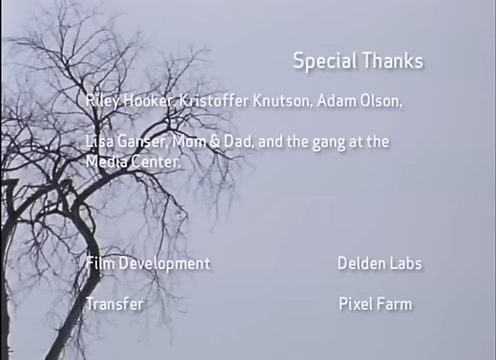 Special Thanks
Riley Hooker, Kristoffer Knutson, Adam Olson,
Lisa Ganser, Mom & Dad, and the gang at the
Media Center.
Film Development Delden Labs
Transfer Pixel Farm